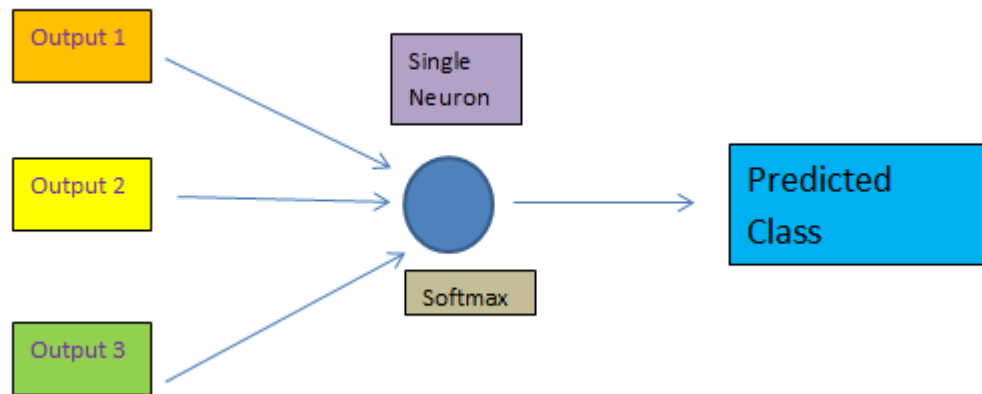 Output 1
Single
Neuron
Output 2
Predicted
Class
Softmax
Output 3